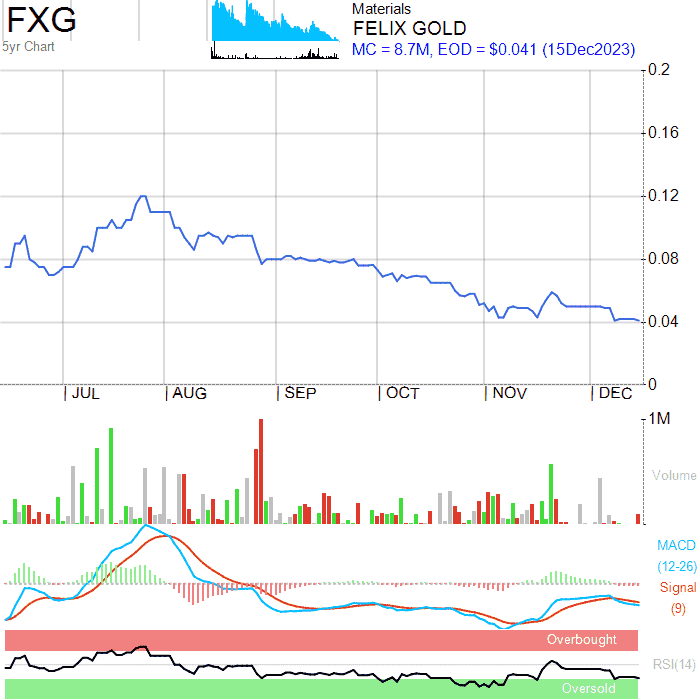 FXG
5yr Chart
Materials
FELIX GOLD
MC = 8.7M, EOD = $0.041 (15Dec2023)
0.2
0.16
0.12
0.08
0.04
0
JUL AUG SEP OCT NOV DEC
1M
Volume
MACD
(12-26)
Signal
(9)
Overbought
RSI(14)
Oversold